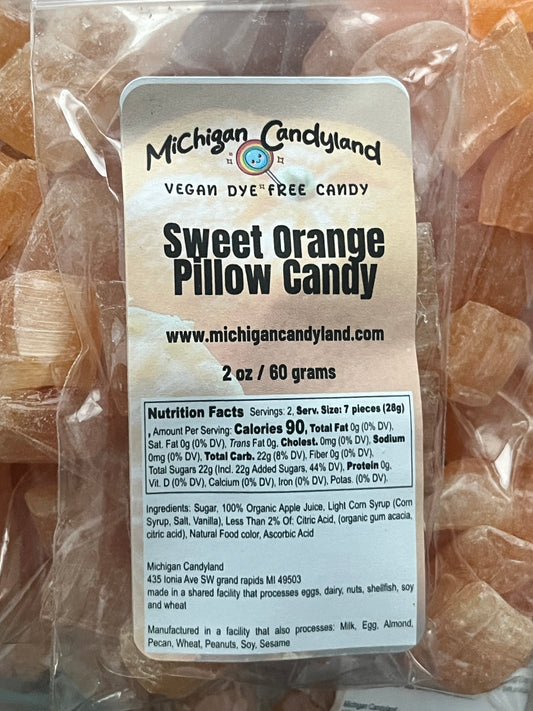 Michigan Candyland
VEGAN DYE FREE CANDY
Sweet Orange
Pillow Candy
www.michigancandyland.com
2 oz / 60 grams
Nutrition Facts Servings: 2, Serv. Size: 7 pieces (28g)
, Amount Per Serving: Calories 90, Total Fat 0g (0% DV),
Sat. Fat 0g (0% DV), Trans Fat 0g, Cholest. 0mg (0% DV), Sodium
0mg (0% DV), Total Carb. 22g (8% DV), Fiber 0g (0% DV),
Total Sugars 22g (Incl. 22g Added Sugars, 44% DV), Protein 0g,
Vit. D (0% DV), Calcium (0% DV), Iron (0% DV), Potas. (0% DV).
Ingredients: Sugar, 100% Organic Apple Juice, Light Corn Syrup (Corn
Syrup, Salt, Vanilla), Less Than 2% Of: Citric Acid, (organic gum acacia,
citric acid), Natural Food color, Ascorbic Acid
Michigan Candyland
435 Ionia Ave SW grand rapids MI 49503
made in a shared facility that processes eggs, dairy, nuts, shellfish, soy
and wheat
Manufactured in a facility that also processes: Milk, Egg, Almond,
Pecan, Wheat, Peanuts, Soy, Sesame
Michigan Candyland